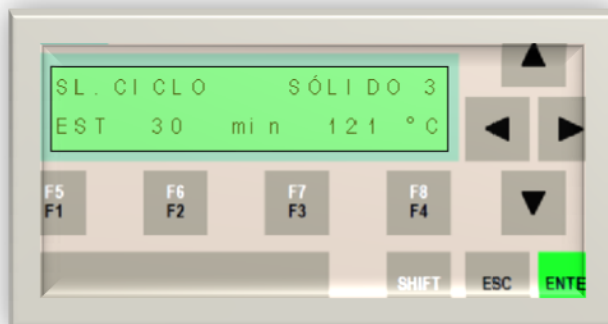 SL.CICLO SÓLIDO 3
EST 30 min 121 °C
F5 F6 F7 F8
F1 F2 F3 F4
SHIFT ESC ENTE